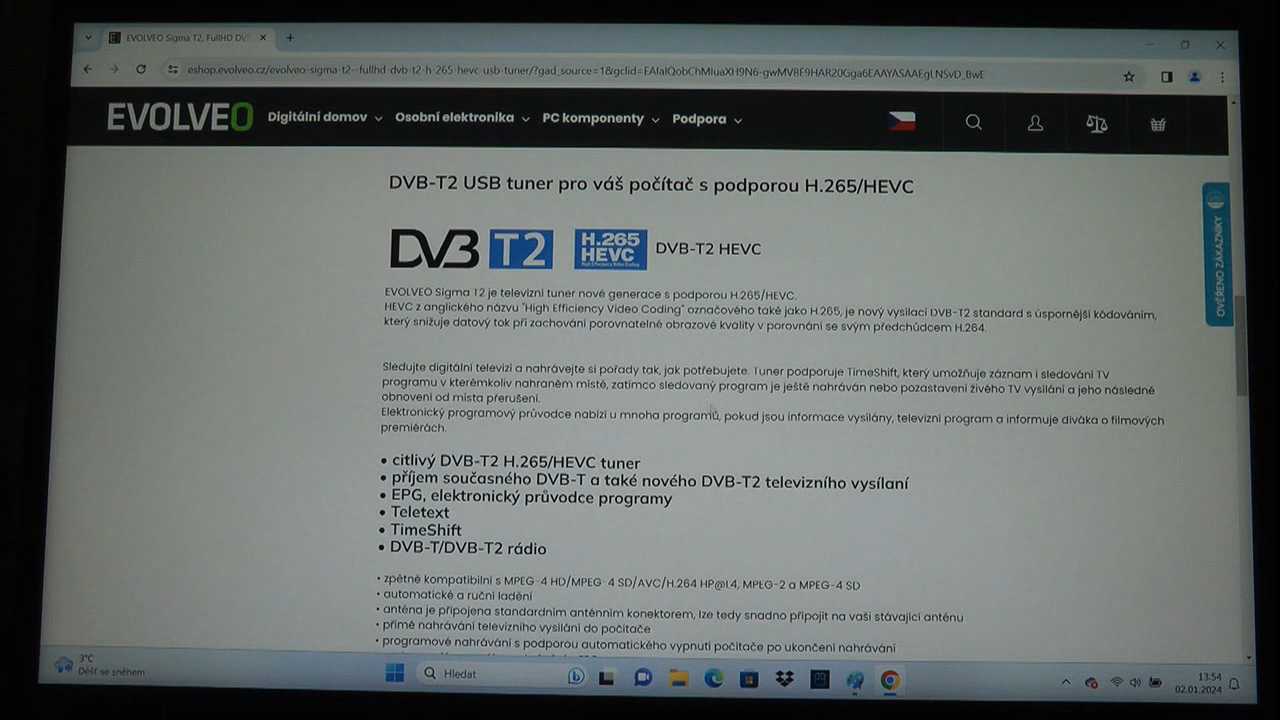 EVOLVEO Sigma T2, FullHD DVB
eshop.evolveo.cz/evolveo-sigma-t2--fullhd-dvb-t2-h-265-hevc-usb-tuner/?gad_source=1&gclid=
EVOLVEO Digitální domov Osobní elektronika PC komponenty Podpora
DVB-T2 USB tuner pro váš počítač s podporou H.265/HEVC
DVB T2 H.265 HEVC High Efficiency Video Coding DVB-T2 HEVC
OVĚŘENO ZÁKAZNÍKY
EVOLVEO Sigma T2 je televizní tuner nové generace s podporou H.265/HEVC.
HEVC z anglického názvu "High Efficiency Video Coding" označového také jako H.265, je nový vysílací DVB-T2 standard s úspornější kódováním,
který snižuje datový tok při zachování porovnatelné obrazové kvality v porovnání se svým předchůdcem H.264.
Sledujte digitální televizi a nahrávejte si pořady tak, jak potřebujete. Tuner podporuje TimeShift, který umožňuje záznam i sledování TV
programu v kterémkoliv nahraném místě, zatímco sledovaný program je ještě nahráván nebo pozastavení živého TV vysílání a jeho následné
obnovení od místa přerušení.
Elektronický programový průvodce nabízí u mnoha programů, pokud jsou informace vysílány, televizní program a informuje diváka o filmových
premiérách.
• citlivý DVB-T2 H.265/HEVC tuner
• příjem současného DVB-T a také nového DVB-T2 televizního vysílaní
• EPG, elektronický průvodce programy
• Teletext
• TimeShift
• DVB-T/DVB-T2 rádio
• zpětně kompatibilní s MPEG-4 HD/MPEG-4 SD/AVC/H.264 HP@L4, MPEG-2 a MPEG-4 SD
• automatické a ruční ladění
• anténa je připojena standardním anténním konektorem, lze tedy snadno připojit na vaši stávající anténu
• přímé nahrávání televizního vysílání do počítače
• programové nahrávání s podporou automatického vypnutí počítače po ukončení nahrávání
3°C
Déšť se sněhem
Hledat
13:54
02.01.2024